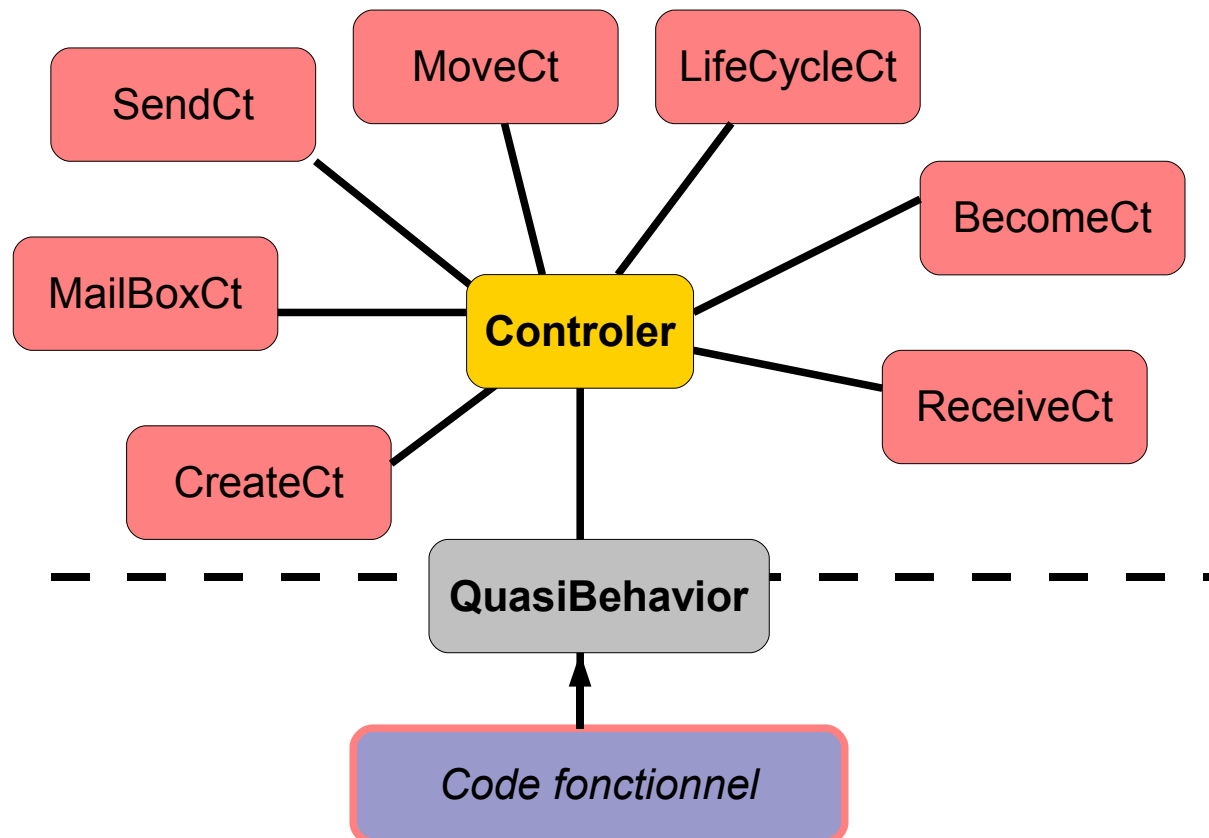 MoveCt
LifeCycleCt
SendCt
BecomeCt
MailBoxCt
Controler
ReceiveCt
CreateCt
QuasiBehavior
Code fonctionnel